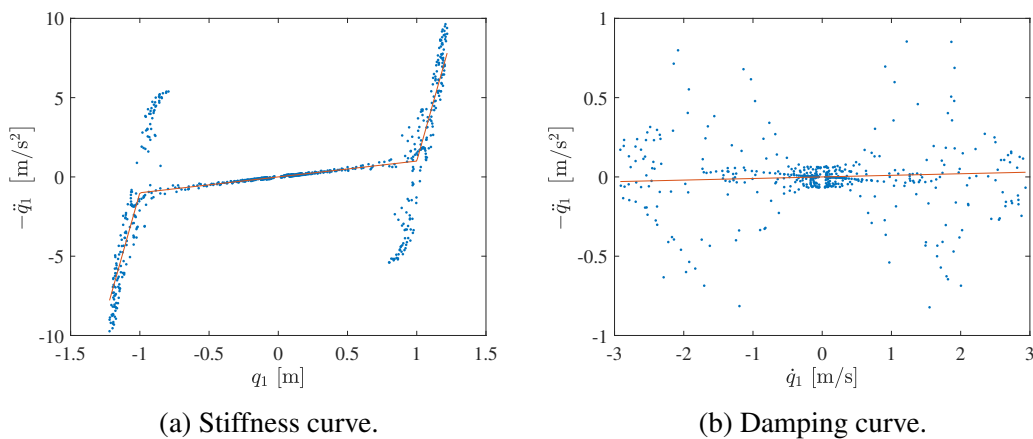 10
5
0
-5
-10
−q̈₁ [m/s²]
-1.5 -1 -0.5 0 0.5 1 1.5
q₁ [m]
(a) Stiffness curve.
1
0.5
0
-0.5
1
−q̈₁ [m/s²]
-3 -2 -1 0 1 2 3
q̇₁ [m/s]
(b) Damping curve.